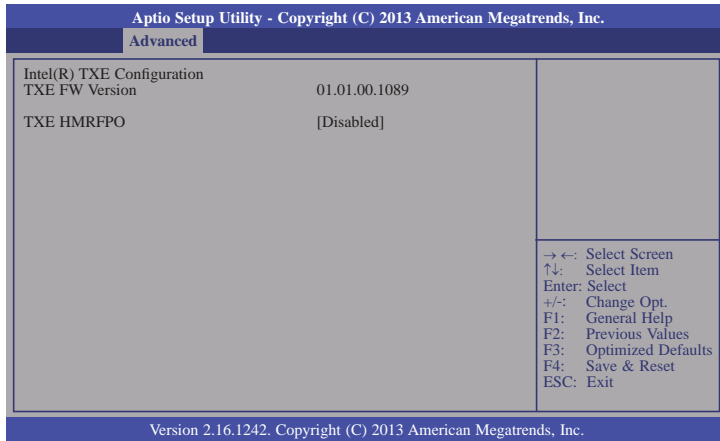 Aptio Setup Utility - Copyright (C) 2013 American Megatrends, Inc.
Advanced
Intel(R) TXE Configuration
TXE FW Version 01.01.00.1089
TXE HMRFPO [Disabled]
→ ←: Select Screen
↑↓: Select Item
Enter: Select
+/-: Change Opt.
F1: General Help
F2: Previous Values
F3: Optimized Defaults
F4: Save & Reset
ESC: Exit
Version 2.16.1242. Copyright (C) 2013 American Megatrends, Inc.